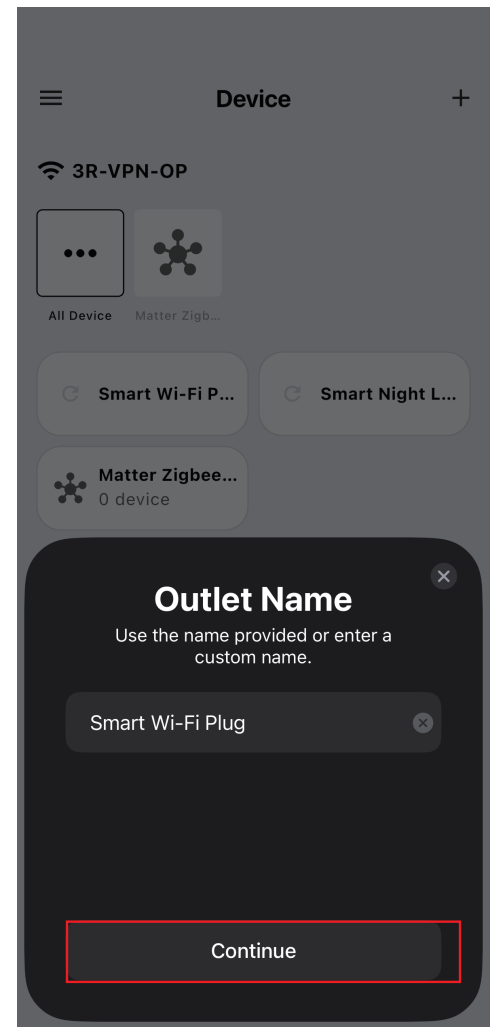 Device
3R-VPN-OP
All Device
Matter Zigb...
Smart Wi-Fi P...
Smart Night L...
Matter Zigbee...
0 device
Outlet Name
Use the name provided or enter a
custom name.
Smart Wi-Fi Plug
Continue